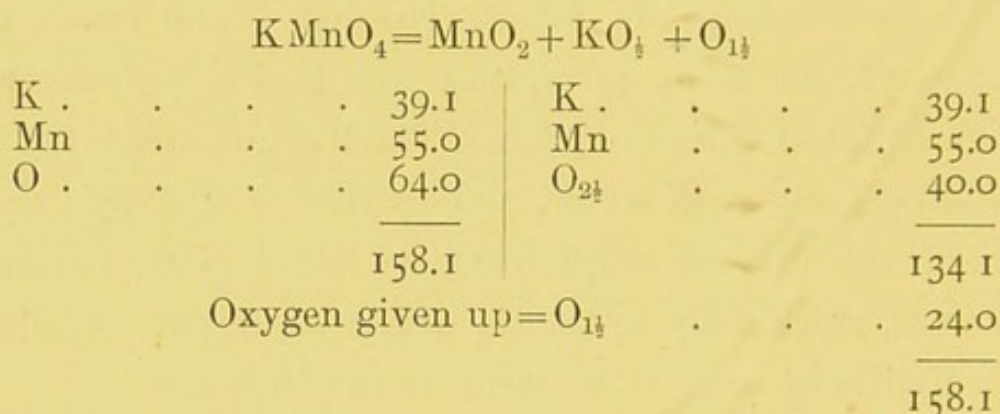 K MnO₄=MnO₂+KO½ +O1½
K . . . . 39.1 K . . . . 39.1
Mn . . . 55.0 Mn . . . 55.0
O . . . . 64.0 O2½ . . . 40.0
158.1 134 1
Oxygen given up=O1½ . . . 24.0
158.1